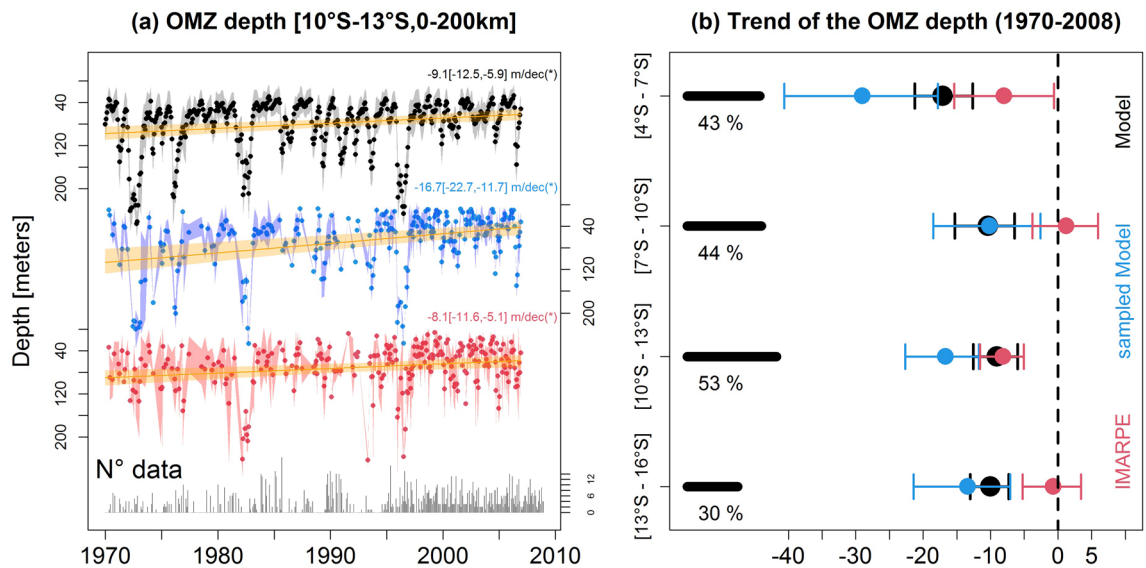 (a) OMZ depth [10°S-13°S,0-200km]
-9.1[-12.5,-5.9] m/dec(*)
40
120
200
-16.7[-22.7,-11.7] m/dec(*)
40
120
200
Depth [meters]
-8.1[-11.6,-5.1] m/dec(*)
40
120
200
N° data
12
6
0
1970 1980 1990 2000 2010
(b) Trend of the OMZ depth (1970-2008)
[4°S - 7°S]
43 %
[7°S - 10°S]
44 %
[10°S - 13°S]
53 %
[13°S - 16°S]
30 %
Model
sampled Model
IMARPE
-40 -30 -20 -10 0 10